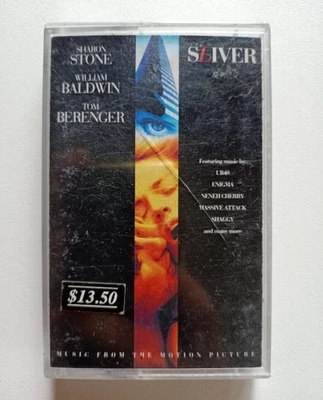 SHARON
STONE
WILLIAM
BALDWIN
TOM
BERENGER
SLIVER
Featuring music by:
UB40
ENIGMA
NENEH CHERRY
MASSIVE ATTACK
SHAGGY
and many more
$13.50
MUSIC FROM THE MOTION PICTURE